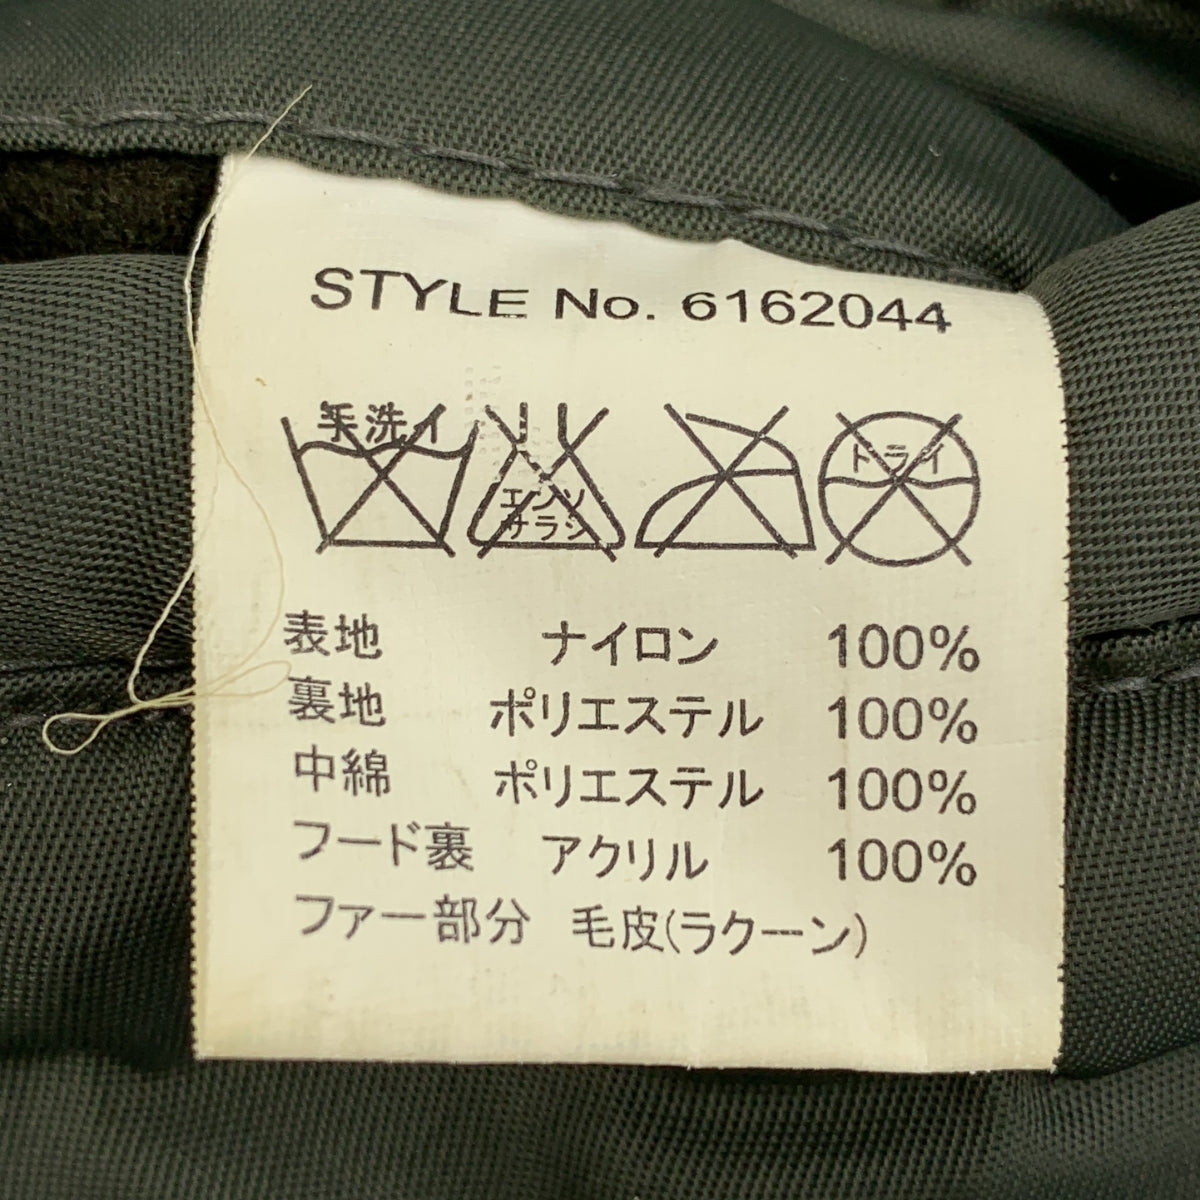 STYLE No. 6162044
手洗イ
エンソ
サラシ
ドライ
表地 ナイロン 100%
裏地 ポリエステル 100%
中綿 ポリエステル 100%
フード裏 アクリル 100%
ファー部分 毛皮(ラクーン)